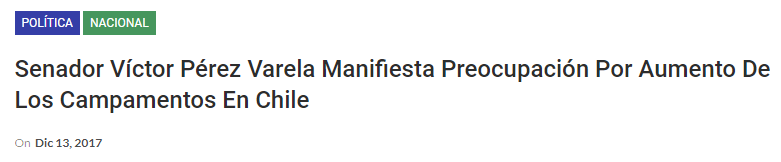 POLÍTICA NACIONAL
Senador Víctor Pérez Varela Manifiesta Preocupación Por Aumento De
Los Campamentos En Chile
On Dic 13, 2017